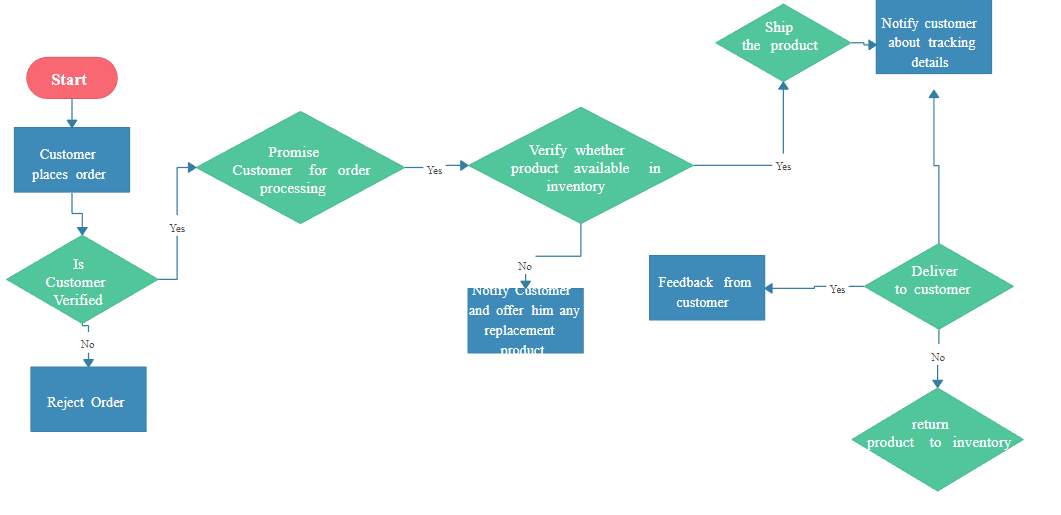 Start
Customer
places order
Is
Customer
Verified
No
Reject Order
Yes
Promise
Customer for order
processing
Yes
Verify whether
product available in
inventory
No
Notify Customer
and offer him any
replacement
product
Yes
Ship
the product
Notify customer
about tracking
details
Deliver
to customer
Yes
Feedback from
customer
No
return
product to inventory